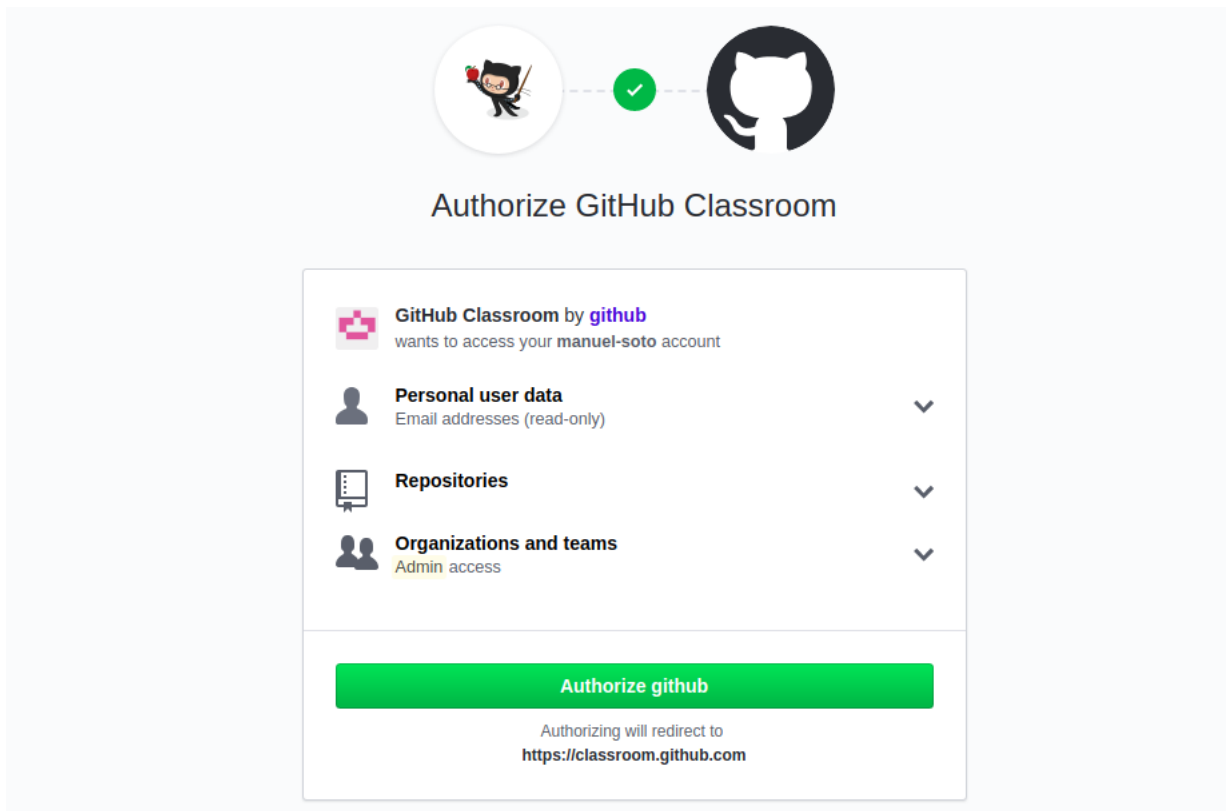 Authorize GitHub Classroom
GitHub Classroom by github
wants to access your manuel-soto account
Personal user data
Email addresses (read-only)
Repositories
Organizations and teams
Admin access
Authorize github
Authorizing will redirect to
https://classroom.github.com